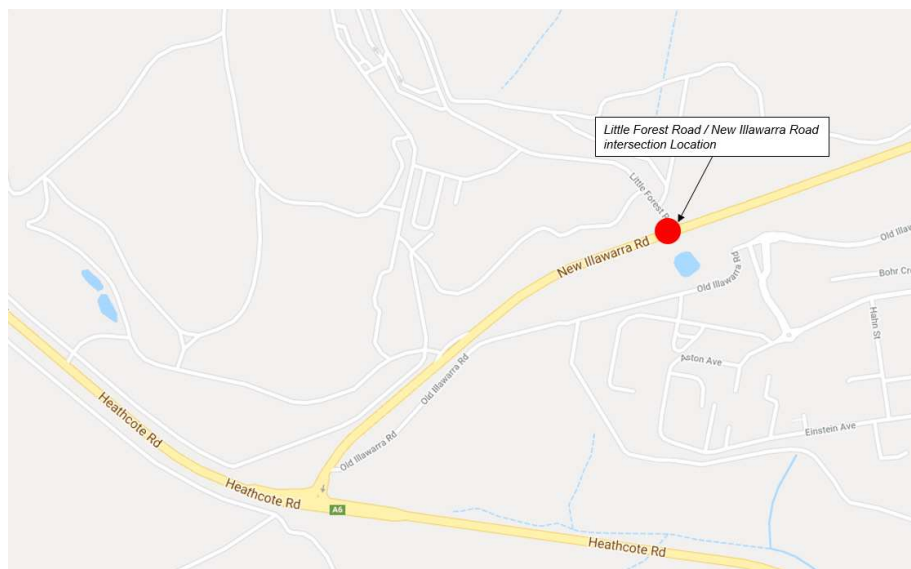 Little Forest Road / New Illawarra Road
intersection Location
Little Forest R
New Illawarra Rd
Old Illawarra Rd
Old Illawarra Rd
Old Illaw
Bohr Cr
Hahn St
Aston Ave
Einstein Ave
Old Illawarra Rd
Old Illawarra Rd
Heathcote Rd
Heathcote Rd
A6
Heathcote Rd